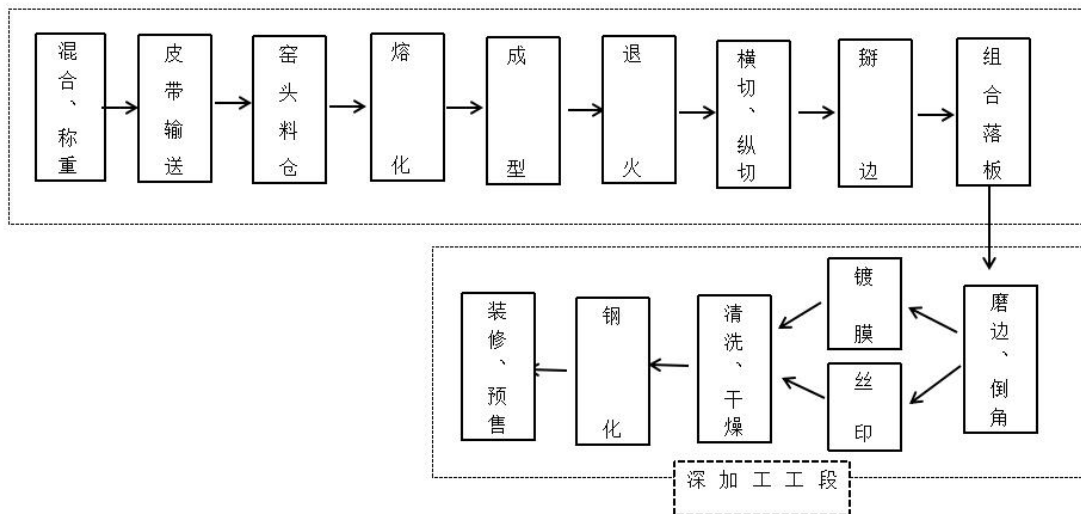 混合、称重
皮带输送
窑头料仓
熔化
成型
退火
横切、纵切
掰边
组合落板
磨边、倒角
镀膜
丝印
清洗、干燥
钢化
装修、预售
深加工工段